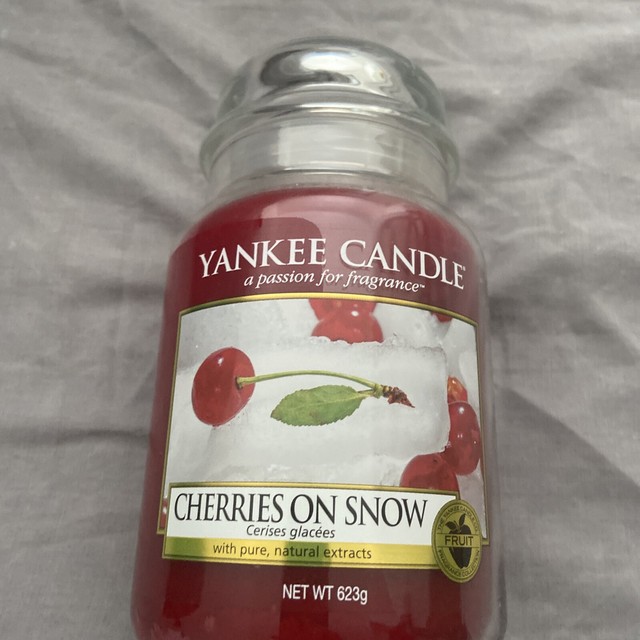 YANKEE CANDLE®
a passion for fragrance™
CHERRIES ON SNOW
Cerises glacées
with pure, natural extracts
FRUIT
NET WT 623g